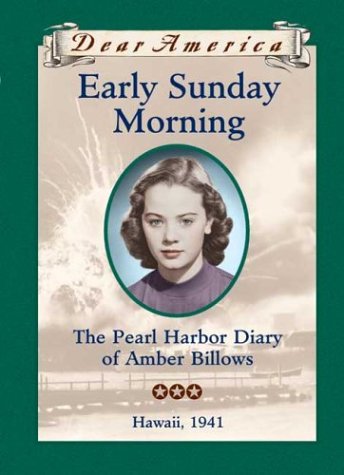 Dear America
Early Sunday
Morning
The Pearl Harbor Diary
of Amber Billows
Hawaii, 1941